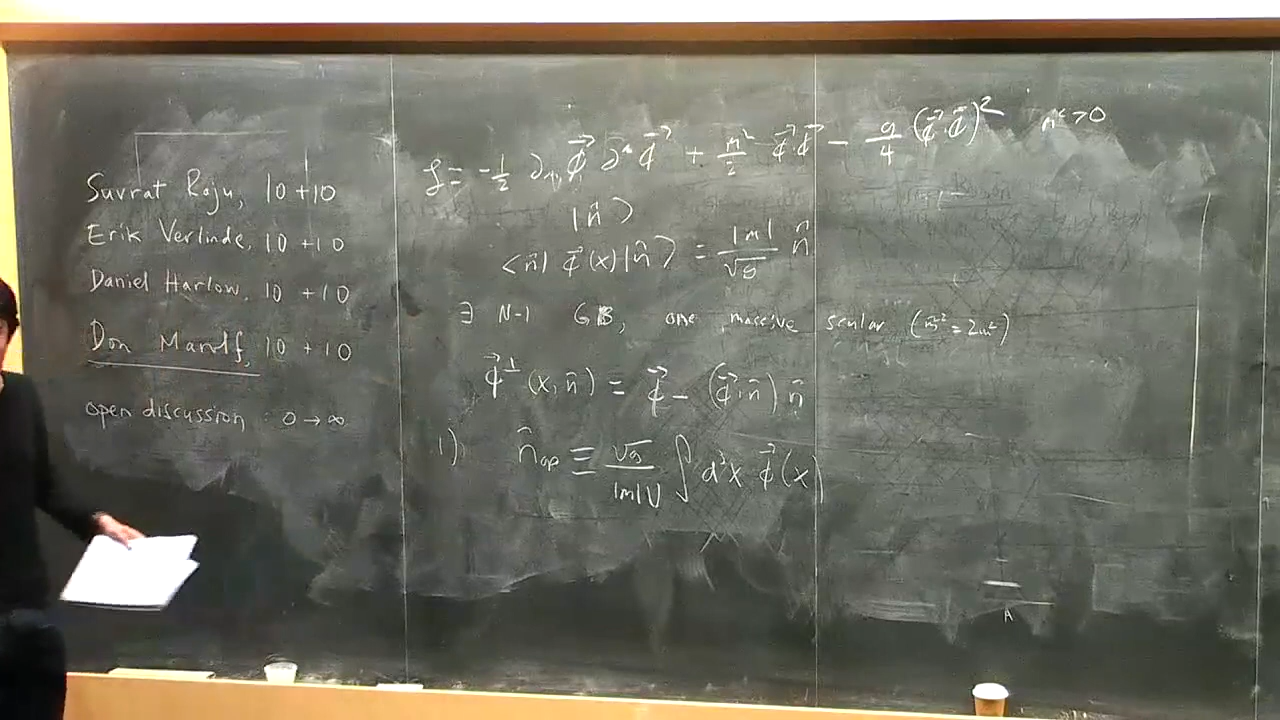 Suvrat Raju, 10 + 10
Erik Verlinde, 10 + 10
Daniel Harlow, 10 + 10
Don Marolf, 10 + 10
open discussion : 0 → ∞
ℒ = -1/2 ∂_μ ϕ⃗ ∂^μ ϕ⃗ + m²/2 ϕ⃗·ϕ⃗ - g/4 (ϕ⃗·ϕ⃗)² m² > 0
|n̂⟩
⟨n̂| ϕ⃗(x) |n̂⟩ = |m|/√g n̂
∃ N-1 GB, one massive scalar (m² = 2m²)
ϕ⃗^⊥ (x, n̂) = ϕ⃗ - (ϕ⃗·n̂) n̂
1) n̂_op ≡ √g/|m|V ∫ d³x ϕ⃗(x)
A